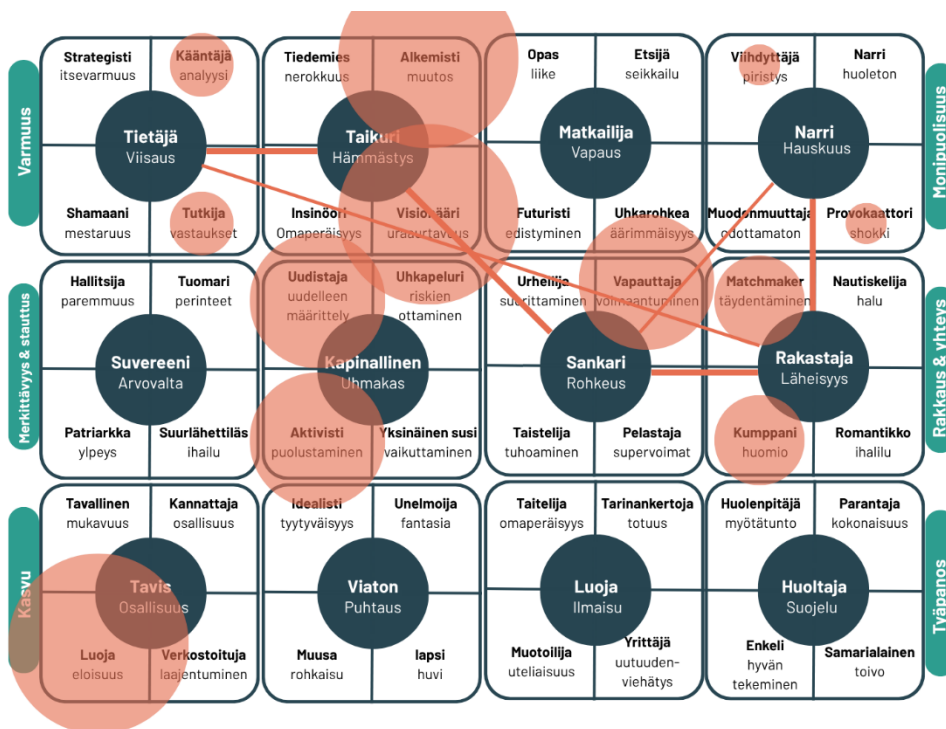 Varmuus
Strategisti
itsevarmuus
Kääntäjä
analyysi
Tietäjä
Viisaus
Shamaani
mestaruus
Tutkija
vastaukset
Tiedemies
nerokkuus
Alkemisti
muutos
Taikuri
Hämmästys
Insinööri
Omaperäisyys
Visionääri
uraauurtavuus
Opas
liike
Etsijä
seikkailu
Matkailija
Vapaus
Futuristi
edistyminen
Uhkarohkea
äärimmäisyys
Viihdyttäjä
piristys
Narri
huoleton
Narri
Hauskuus
Muodonmuuttaja
odottamaton
Provokaattori
shokki
Monipuolisuus
Merkittävyys & stautus
Hallitsija
paremmuus
Tuomari
perinteet
Suvereeni
Arvovalta
Patriarkka
ylpeys
Suurlähettiläs
ihailu
Uudistaja
uudelleen
määrittely
Uhkapeluri
riskien
ottaminen
Kapinallinen
Uhmakas
Aktivisti
puolustaminen
Yksinäinen susi
vaikuttaminen
Urheilija
suorittaminen
Vapauttaja
voimaantuminen
Sankari
Rohkeus
Taistelija
tuhoaminen
Pelastaja
supervoimat
Matchmaker
täydentäminen
Nautiskelija
halu
Rakastaja
Läheisyys
Kumppani
huomio
Romantikko
ihalilu
Rakkaus & yhteys
Kasvu
Tavallinen
mukavuus
Kannattaja
osallisuus
Tavis
Osallisuus
Luoja
eloisuus
Verkostoituja
laajentuminen
Idealisti
tyytyväisyys
Unelmoija
fantasia
Viaton
Puhtaus
Muusa
rohkaisu
lapsi
huvi
Taitelija
omaperäisyys
Tarinankertoja
totuus
Luoja
Ilmaisu
Muotoilija
uteliaisuus
Yrittäjä
uutuuden-
viehätys
Huolenpitäjä
myötätunto
Parantaja
kokonaisuus
Huoltaja
Suojelu
Enkeli
hyvän
tekeminen
Samarialainen
toivo
Työpanos